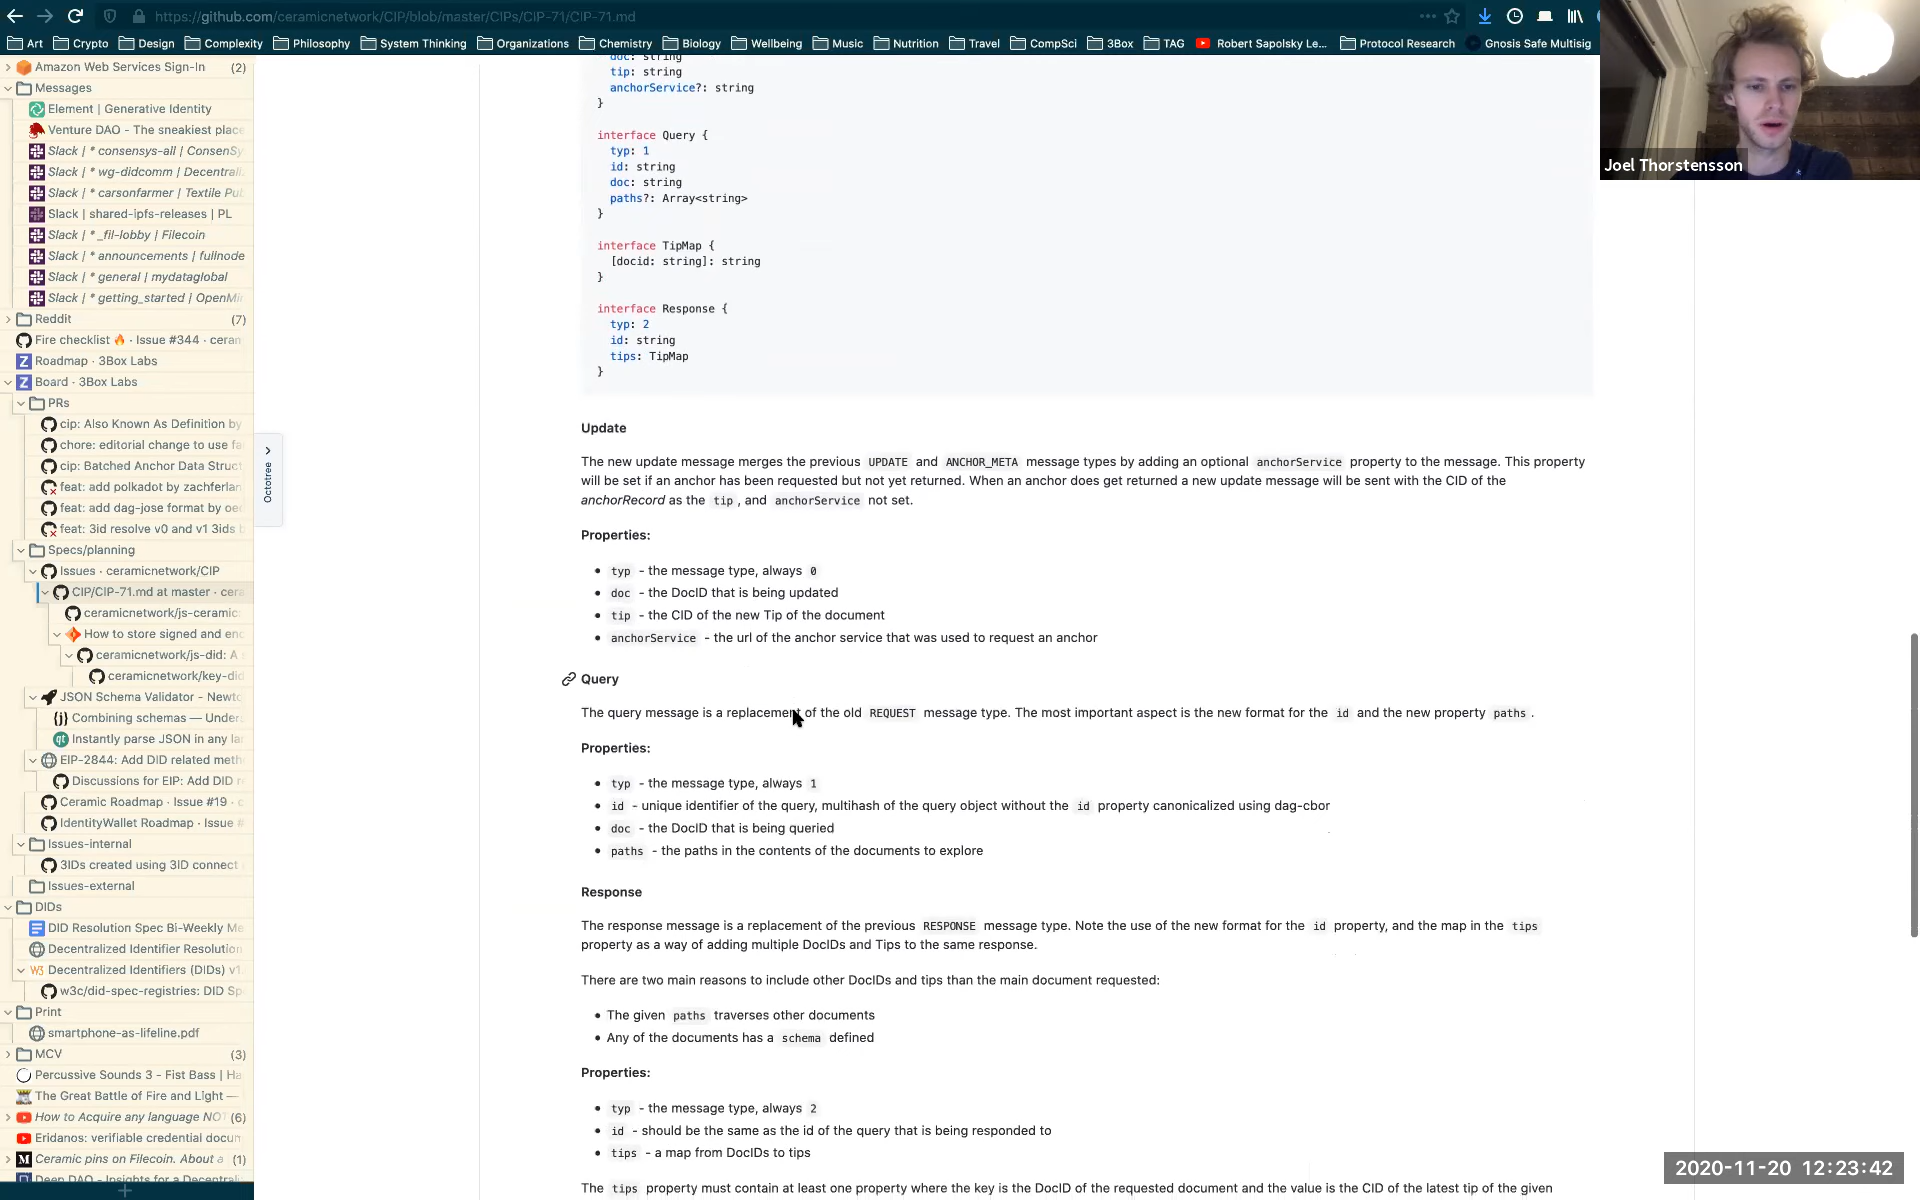 https://github.com/ceramicnetwork/CIP/blob/master/CIPs/CIP-71/CIP-71.md
Art
Crypto
Design
Complexity
Philosophy
System Thinking
Organizations
Chemistry
Biology
Wellbeing
Music
Nutrition
Travel
CompSci
3Box
TAG
Robert Sapolsky Le...
Protocol Research
Gnosis Safe Multisig
Joel Thorstensson
Amazon Web Services Sign-In (2)
Messages
Element | Generative Identity
Venture DAO - The sneakiest place
Slack | * consensys-all | ConsenSy
Slack | * wg-didcomm | Decentrali
Slack | * carsonfarmer | Textile Pu
Slack | shared-ipfs-releases | PL
Slack | * _fil-lobby | Filecoin
Slack | * announcements | fullnode
Slack | * general | mydataglobal
Slack | * getting_started | OpenMi
Reddit (7)
Fire checklist 🔥 · Issue #344 · ceram
Roadmap · 3Box Labs
Board · 3Box Labs
PRs
cip: Also Known As Definition by
chore: editorial change to use fa
cip: Batched Anchor Data Struct
feat: add polkadot by zachferlan
feat: add dag-jose format by oe
feat: 3id resolve v0 and v1 3ids b
Specs/planning
Issues · ceramicnetwork/CIP
CIP/CIP-71.md at master · cera
ceramicnetwork/js-ceramic:
How to store signed and enc
ceramicnetwork/js-did: A s
ceramicnetwork/key-did
JSON Schema Validator - Newto
Combining schemas — Under
Instantly parse JSON in any lan
EIP-2844: Add DID related meth
Discussions for EIP: Add DID r
Ceramic Roadmap · Issue #19 · c
IdentityWallet Roadmap · Issue #
Issues-internal
3IDs created using 3ID connect
Issues-external
DIDs
DID Resolution Spec Bi-Weekly Me
Decentralized Identifier Resolution
Decentralized Identifiers (DIDs) v1.
w3c/did-spec-registries: DID Sp
Print
smartphone-as-lifeline.pdf
MCV (3)
Percussive Sounds 3 - Fist Bass | Ha
The Great Battle of Fire and Light —
How to Acquire any language NOT (6)
Eridanos: verifiable credential docum
Ceramic pins on Filecoin. About a (1)
Deep DAO - Insights for a Decentrali
Octotree
doc: string
tip: string
anchorService?: string
}
interface Query {
typ: 1
id: string
doc: string
paths?: Array<string>
}
interface TipMap {
[docid: string]: string
}
interface Response {
typ: 2
id: string
tips: TipMap
}
Update
The new update message merges the previous UPDATE and ANCHOR_META message types by adding an optional anchorService property to the message. This property
will be set if an anchor has been requested but not yet returned. When an anchor does get returned a new update message will be sent with the CID of the
anchorRecord as the tip , and anchorService not set.
Properties:
• typ - the message type, always 0
• doc - the DocID that is being updated
• tip - the CID of the new Tip of the document
• anchorService - the url of the anchor service that was used to request an anchor
Query
The query message is a replacement of the old REQUEST message type. The most important aspect is the new format for the id and the new property paths .
Properties:
• typ - the message type, always 1
• id - unique identifier of the query, multihash of the query object without the id property canonicalized using dag-cbor
• doc - the DocID that is being queried
• paths - the paths in the contents of the documents to explore
Response
The response message is a replacement of the previous RESPONSE message type. Note the use of the new format for the id property, and the map in the tips
property as a way of adding multiple DocIDs and Tips to the same response.
There are two main reasons to include other DocIDs and tips than the main document requested:
• The given paths traverses other documents
• Any of the documents has a schema defined
Properties:
• typ - the message type, always 2
• id - should be the same as the id of the query that is being responded to
• tips - a map from DocIDs to tips
The tips property must contain at least one property where the key is the DocID of the requested document and the value is the CID of the latest tip of the given
2020-11-20 12:23:42